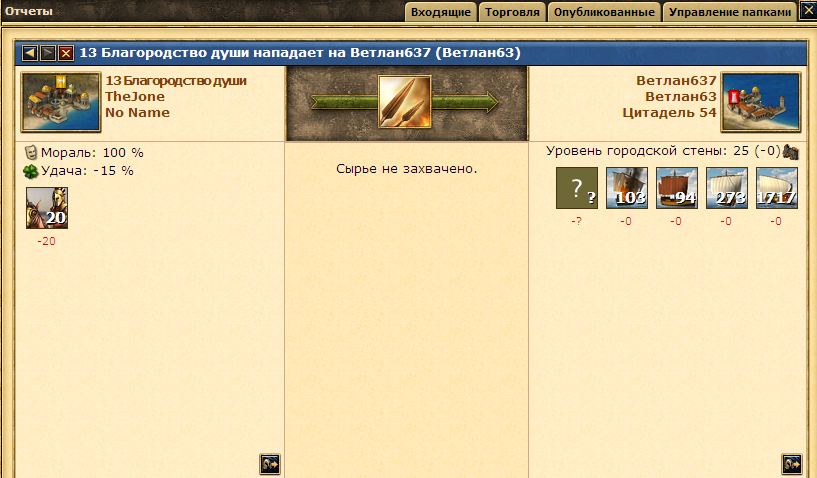 Отчеты
Входящие Торговля Опубликованные Управление папками
13 Благородство души нападает на Ветлан637 (Ветлан63)
13 Благородство души
TheJone
No Name
Ветлан637
Ветлан63
Цитадель 54
Мораль: 100 %
Удача: -15 %
20
-20
Сырье не захвачено.
Уровень городской стены: 25 (-0)
? ? 103 94 273 1717
-? -0 -0 -0 -0